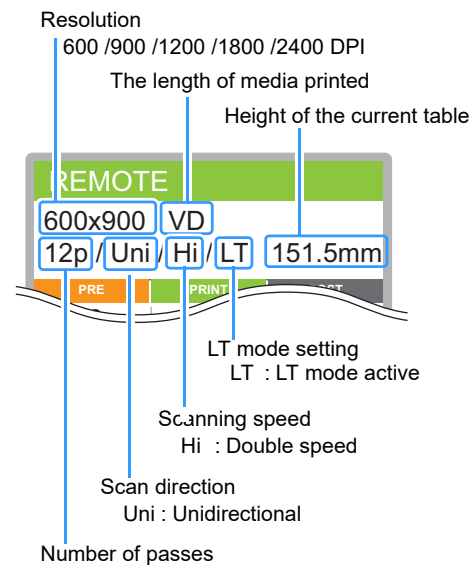 Resolution
600 /900 /1200 /1800 /2400 DPI
The length of media printed
Height of the current table
REMOTE
600x900 VD
12p /Uni /Hi /LT 151.5mm
PRE PRINT
LT mode setting
LT : LT mode active
Scanning speed
Hi : Double speed
Scan direction
Uni : Unidirectional
Number of passes